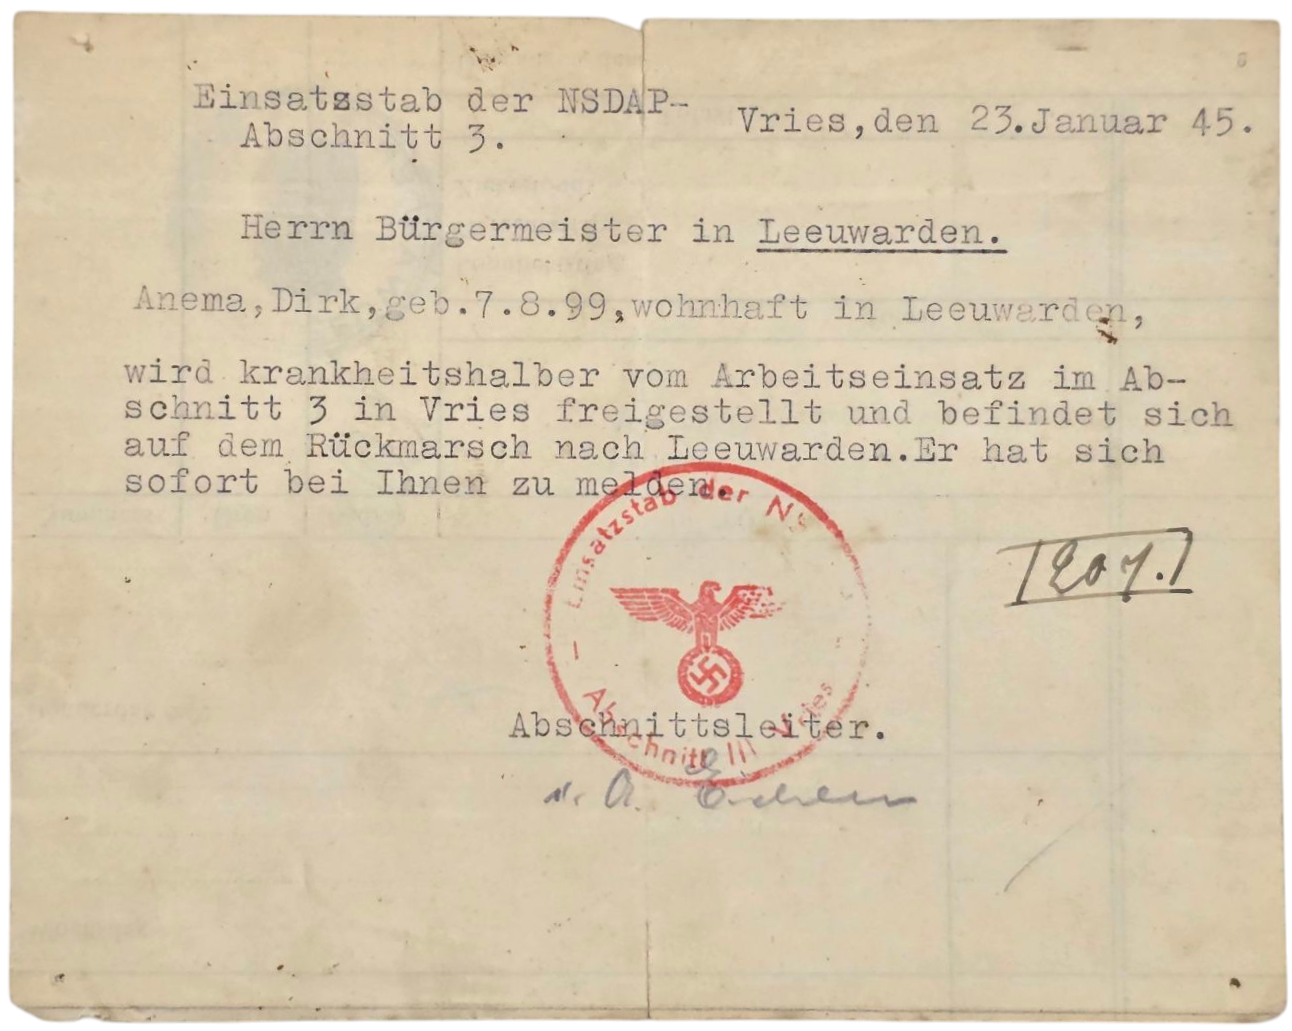 Einsatzstab der NSDAP-
Abschnitt 3.
Vries,den 23.Januar 45.
Herrn Bürgermeister in Leeuwarden.
Anema,Dirk,geb.7.8.99,wohnhaft in Leeuwarden,
wird krankheitshalber vom Arbeitseinsatz im Ab-
schnitt 3 in Vries freigestellt und befindet sich
auf dem Rückmarsch nach Leeuwarden.Er hat sich
sofort bei Ihnen zu melden.
Einsatzstab der NS
Abschnitt III Vries
Abschnittsleiter.